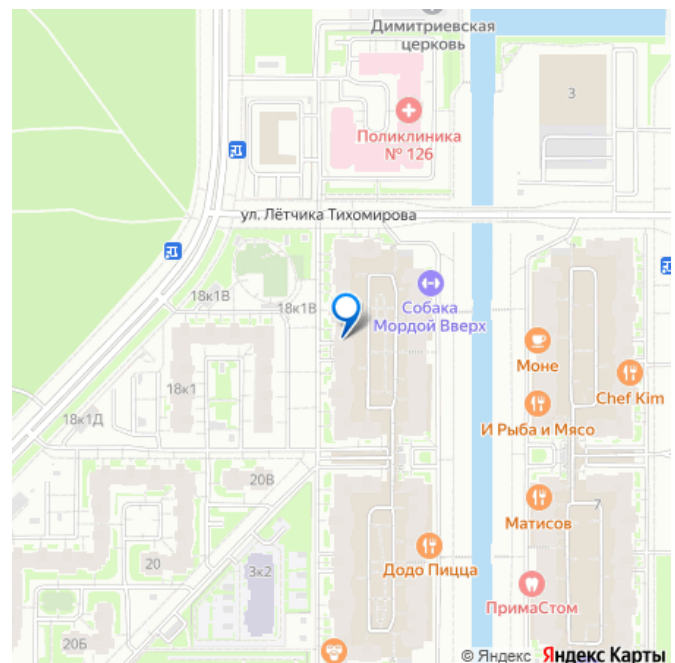 Димитриевская
церковь
3
Поликлиника
№ 126
ул. Лётчика Тихомирова
18к1В
18к1В
Собака
Мордой Вверх
Моне
Chef Kim
18к1
И Рыба и Мясо
18к1Д
20В
7
Матисов
20
3к2
Додо Пицца
ПримаСтом
20Б
© Яндекс Яндекс Карты